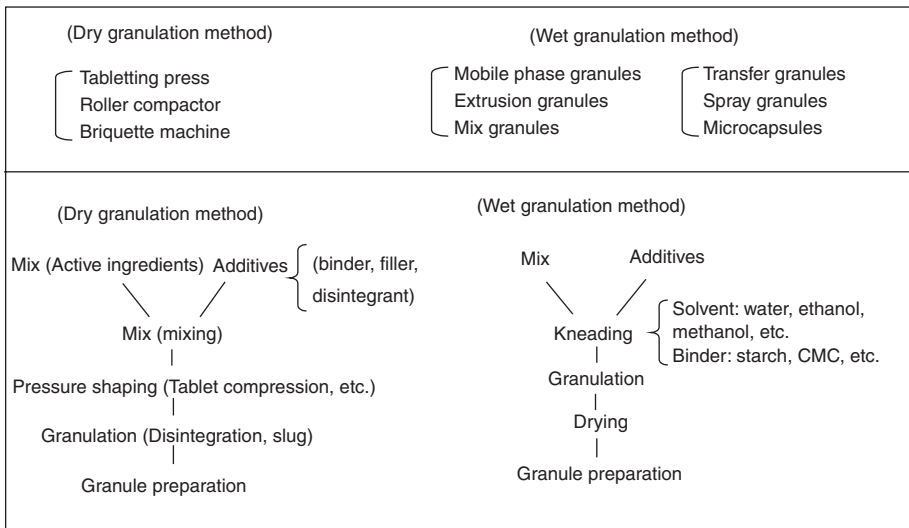 (Dry granulation method)
Tabletting press
Roller compactor
Briquette machine
(Wet granulation method)
Mobile phase granules
Extrusion granules
Mix granules
Transfer granules
Spray granules
Microcapsules
(Dry granulation method)
Mix (Active ingredients) Additives
(binder, filler,
disintegrant)
Mix (mixing)
Pressure shaping (Tablet compression, etc.)
Granulation (Disintegration, slug)
Granule preparation
(Wet granulation method)
Mix
Additives
Kneading
Solvent: water, ethanol,
methanol, etc.
Binder: starch, CMC, etc.
Granulation
Drying
Granule preparation